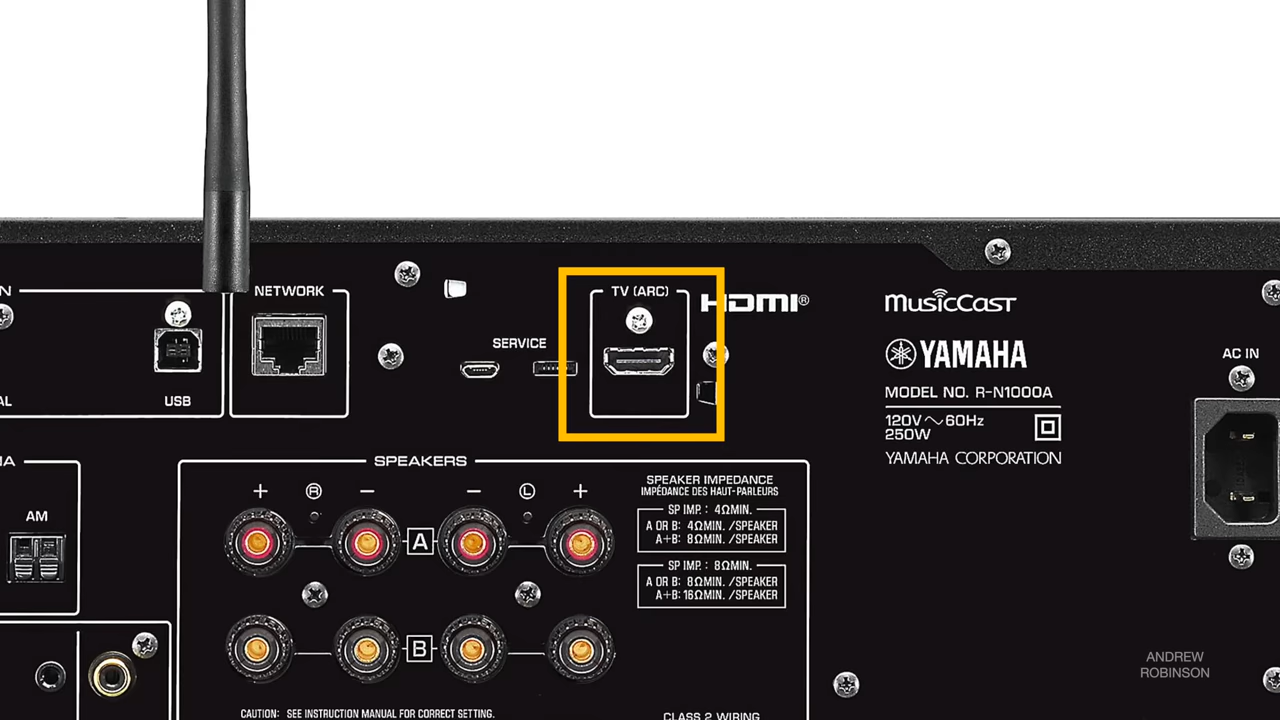 TV (ARC)
HDMI®
NETWORK
MusicCast
SERVICE
YAMAHA
AC IN
MODEL NO. R-N1000A
USB
120V～60Hz
250W
YAMAHA CORPORATION
SPEAKERS
SPEAKER IMPEDANCE
IMPÉDANCE DES HAUT-PARLEURS
+ R − − L +
SP IMP. : 4ΩMIN.
A OR B: 4ΩMIN. /SPEAKER
A+B: 8ΩMIN. /SPEAKER
AM
A
SP IMP. : 8ΩMIN.
A OR B: 8ΩMIN. /SPEAKER
A+B: 16ΩMIN. /SPEAKER
B
ANDREW
ROBINSON
CAUTION: SEE INSTRUCTION MANUAL FOR CORRECT SETTING.
CLASS 2 WIRING